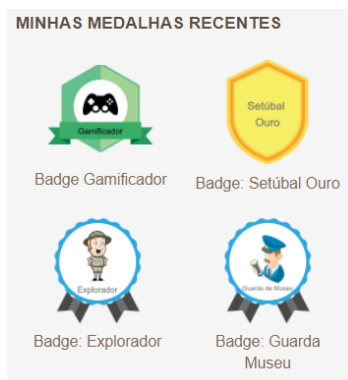 MINHAS MEDALHAS RECENTES
Gamificador
Badge Gamificador
Setúbal
Ouro
Badge: Setúbal Ouro
Explorador
Badge: Explorador
Guarda de Museu
Badge: Guarda
Museu